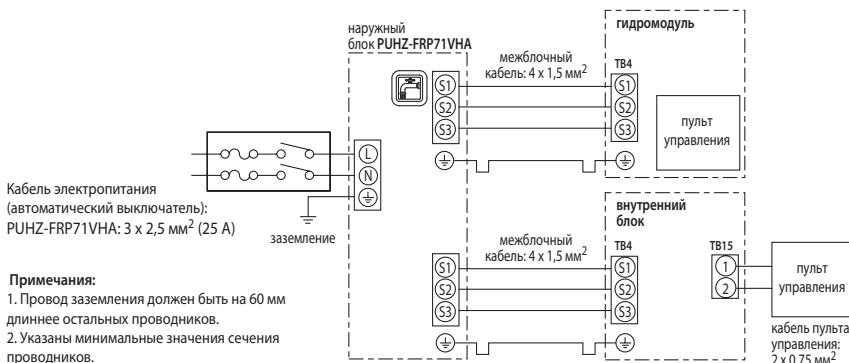 наружный
блок PUHZ-FRP71VHA
S1
S2
S3
L
N
межблочный
кабель: 4 x 1,5 мм²
гидромодуль
TB4
S1
S2
S3
пульт
управления
Кабель электропитания
(автоматический выключатель):
PUHZ-FRP71VHA: 3 x 2,5 мм² (25 А)
заземление
S1
S2
S3
межблочный
кабель: 4 x 1,5 мм²
внутренний
блок
TB4
S1
S2
S3
TB15
1
2
пульт
управления
кабель пульта
управления:
2 x 0,75 мм²
Примечания:
1. Провод заземления должен быть на 60 мм
длиннее остальных проводников.
2. Указаны минимальные значения сечения
проводников.